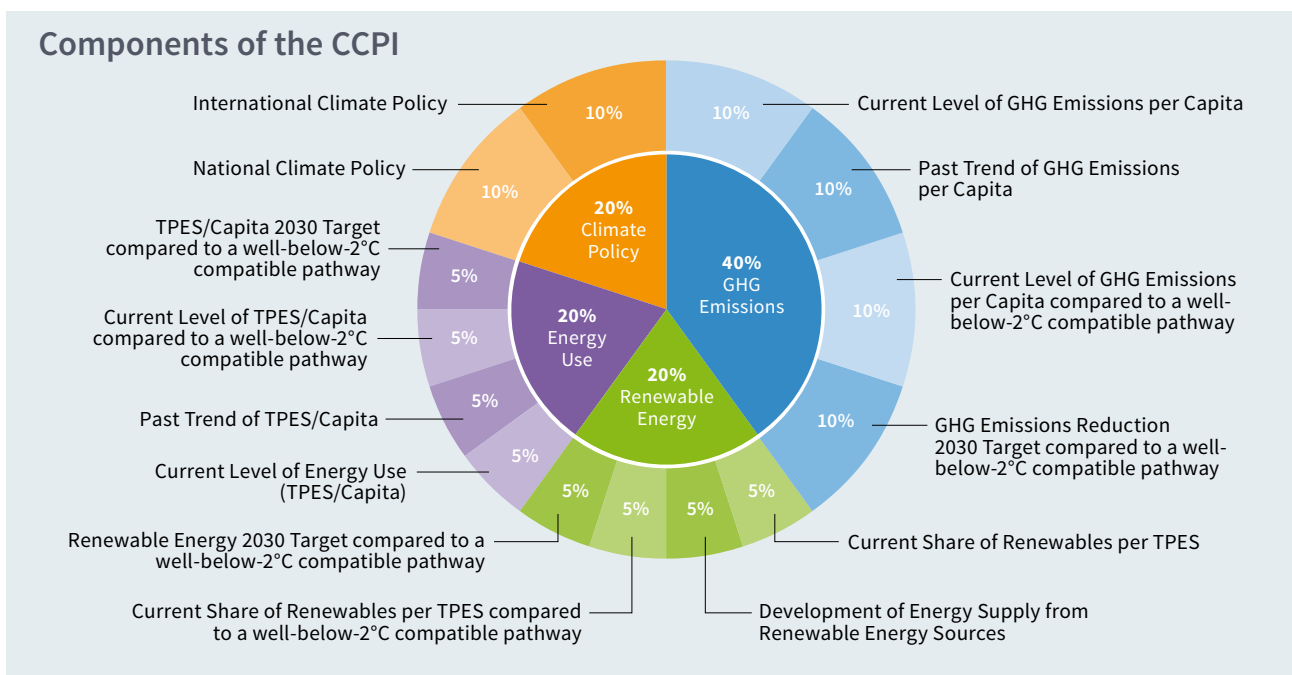 Components of the CCPI
International Climate Policy
National Climate Policy
TPES/Capita 2030 Target
compared to a well-below-2°C
compatible pathway
Current Level of TPES/Capita
compared to a well-below-2°C
compatible pathway
Past Trend of TPES/Capita
Current Level of Energy Use
(TPES/Capita)
Renewable Energy 2030 Target compared to a
well-below-2°C compatible pathway
Current Share of Renewables per TPES compared
to a well-below-2°C compatible pathway
10%
10%
5%
5%
5%
5%
5%
5%
5%
5%
10%
10%
10%
10%
20%
Climate
Policy
40%
GHG
Emissions
20%
Energy
Use
20%
Renewable
Energy
Current Level of GHG Emissions per Capita
Past Trend of GHG Emissions
per Capita
Current Level of GHG Emissions
per Capita compared to a well-
below-2°C compatible pathway
GHG Emissions Reduction
2030 Target compared to a well-
below-2°C compatible pathway
Current Share of Renewables per TPES
Development of Energy Supply from
Renewable Energy Sources